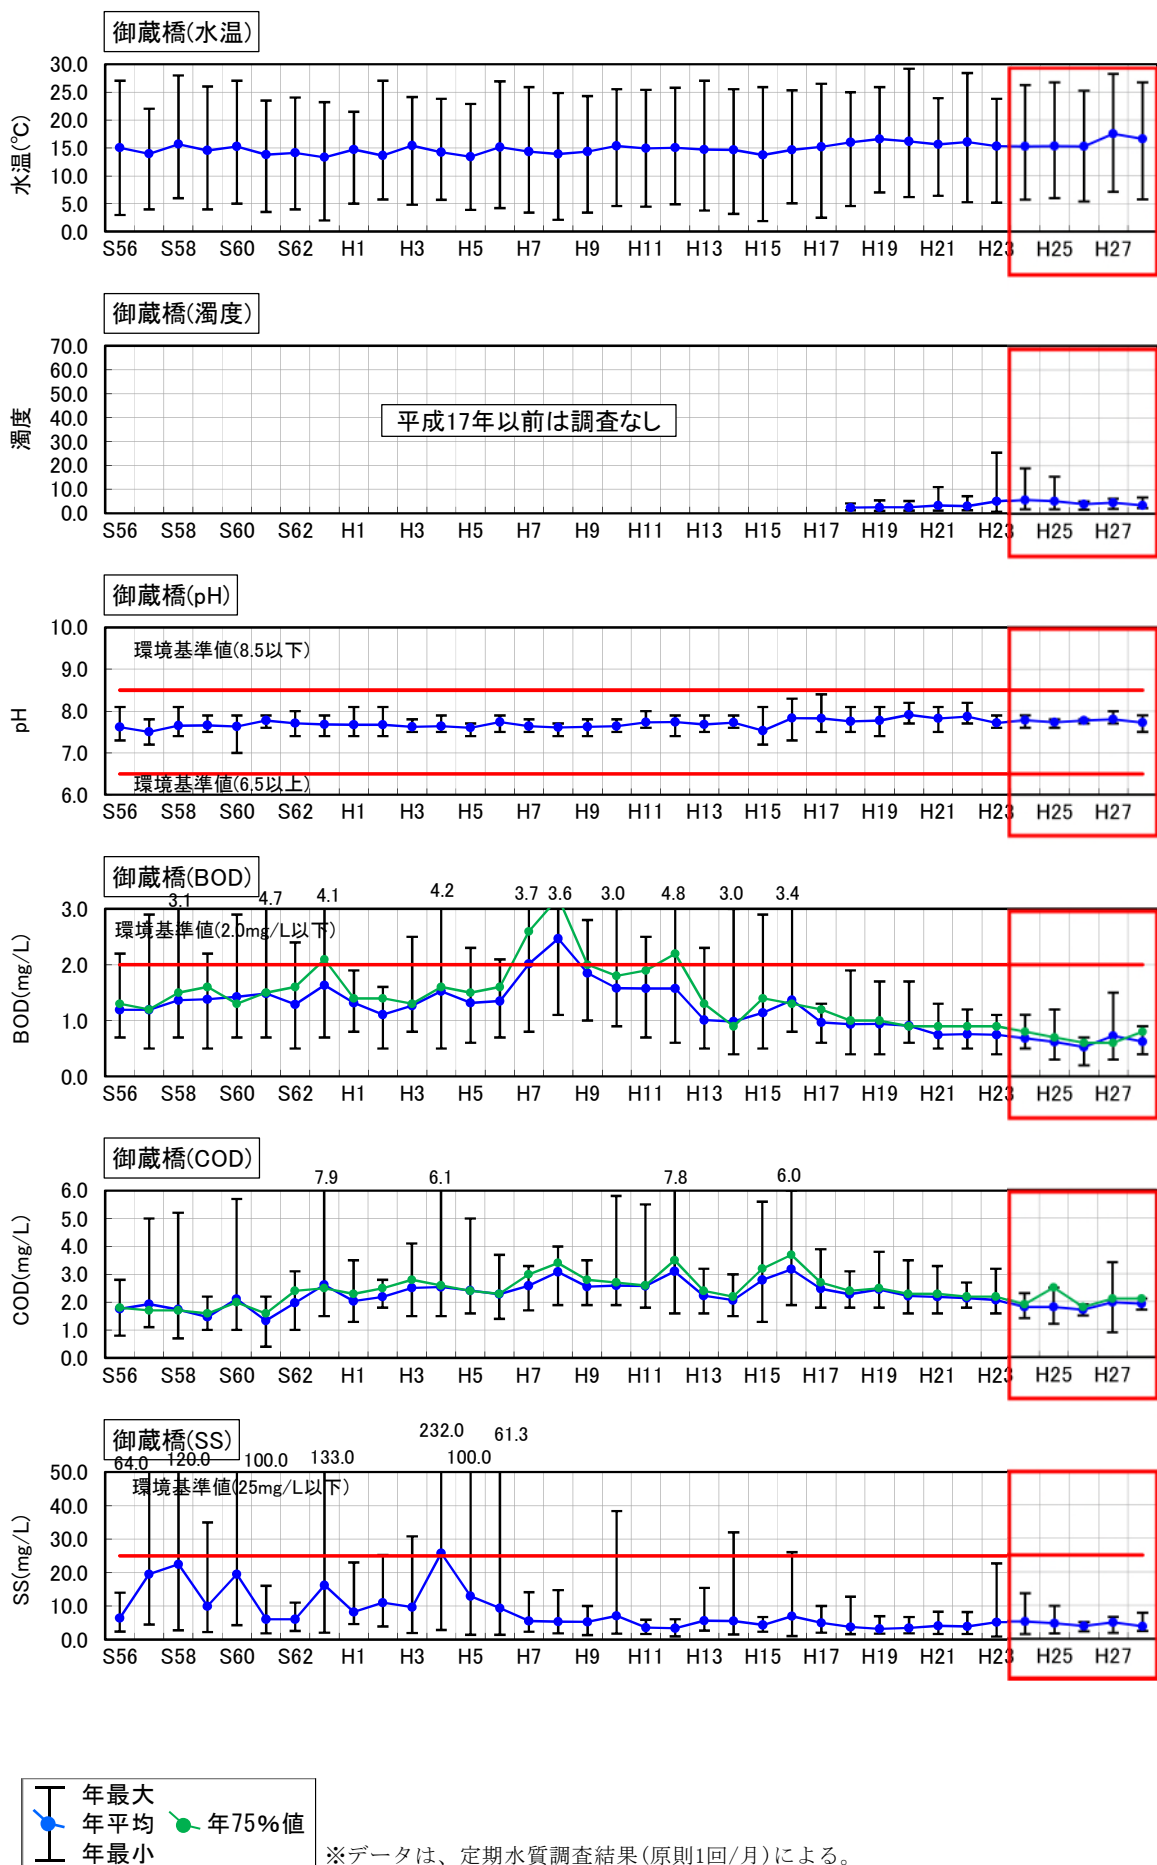 御蔵橋(水温)
30.0
25.0
20.0
15.0
10.0
5.0
0.0
水温(℃)
S56 S58 S60 S62 H1 H3 H5 H7 H9 H11 H13 H15 H17 H19 H21 H23 H25 H27
御蔵橋(濁度)
70.0
60.0
50.0
40.0
30.0
20.0
10.0
0.0
濁度
平成17年以前は調査なし
S56 S58 S60 S62 H1 H3 H5 H7 H9 H11 H13 H15 H17 H19 H21 H23 H25 H27
御蔵橋(pH)
10.0
9.0
8.0
7.0
6.0
pH
環境基準値(8.5以下)
環境基準値(6.5以上)
S56 S58 S60 S62 H1 H3 H5 H7 H9 H11 H13 H15 H17 H19 H21 H23 H25 H27
御蔵橋(BOD)
3.1 4.7 4.1 4.2 3.7 3.6 3.0 4.8 3.0 3.4
3.0
2.0
1.0
0.0
BOD(mg/L)
環境基準値(2.0mg/L以下)
S56 S58 S60 S62 H1 H3 H5 H7 H9 H11 H13 H15 H17 H19 H21 H23 H25 H27
御蔵橋(COD)
7.9 6.1 7.8 6.0
6.0
5.0
4.0
3.0
2.0
1.0
0.0
COD(mg/L)
S56 S58 S60 S62 H1 H3 H5 H7 H9 H11 H13 H15 H17 H19 H21 H23 H25 H27
御蔵橋(SS)
64.0 120.0 100.0 133.0 232.0 100.0 61.3
50.0
40.0
30.0
20.0
10.0
0.0
SS(mg/L)
環境基準値(25mg/L以下)
S56 S58 S60 S62 H1 H3 H5 H7 H9 H11 H13 H15 H17 H19 H21 H23 H25 H27
年最大
年平均 年75%値
年最小
※データは、定期水質調査結果(原則1回/月)による。